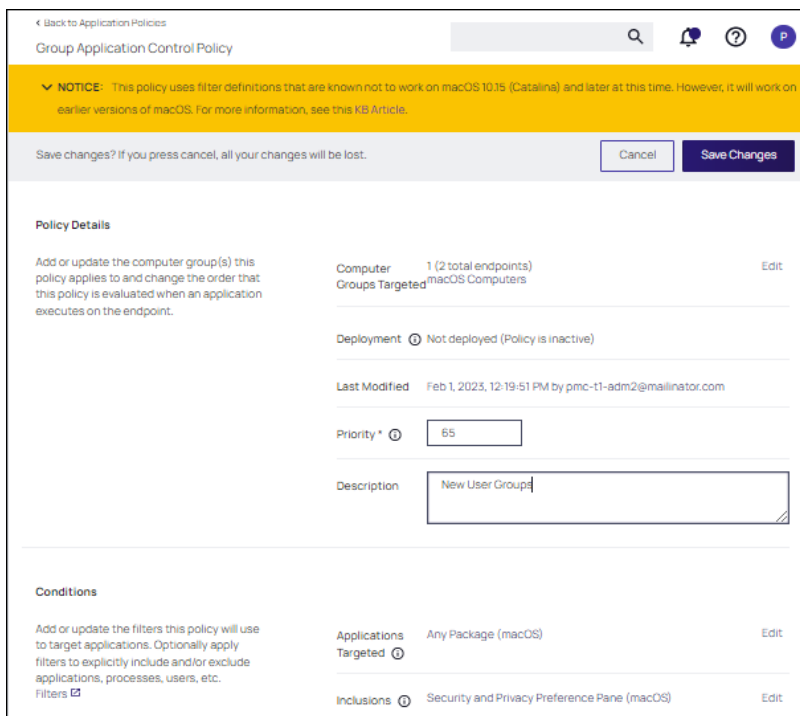 Back to Application Policies
Group Application Control Policy
P
NOTICE: This policy uses filter definitions that are known not to work on macOS 10.15 (Catalina) and later at this time. However, it will work on
earlier versions of macOS. For more information, see this KB Article.
Save changes? If you press cancel, all your changes will be lost.
Cancel
Save Changes
Policy Details
Add or update the computer group(s) this
policy applies to and change the order that
this policy is evaluated when an application
executes on the endpoint.
Computer
Groups Targeted
1 (2 total endpoints)
macOS Computers
Edit
Deployment
Not deployed (Policy is inactive)
Last Modified
Feb 1, 2023, 12:19:51 PM by pmc-t1-adm2@mailinator.com
Priority *
65
Description
New User Groups
Conditions
Add or update the filters this policy will use
to target applications. Optionally apply
filters to explicitly include and/or exclude
applications, processes, users, etc.
Filters
Applications
Targeted
Any Package (macOS)
Edit
Inclusions
Security and Privacy Preference Pane (macOS)
Edit